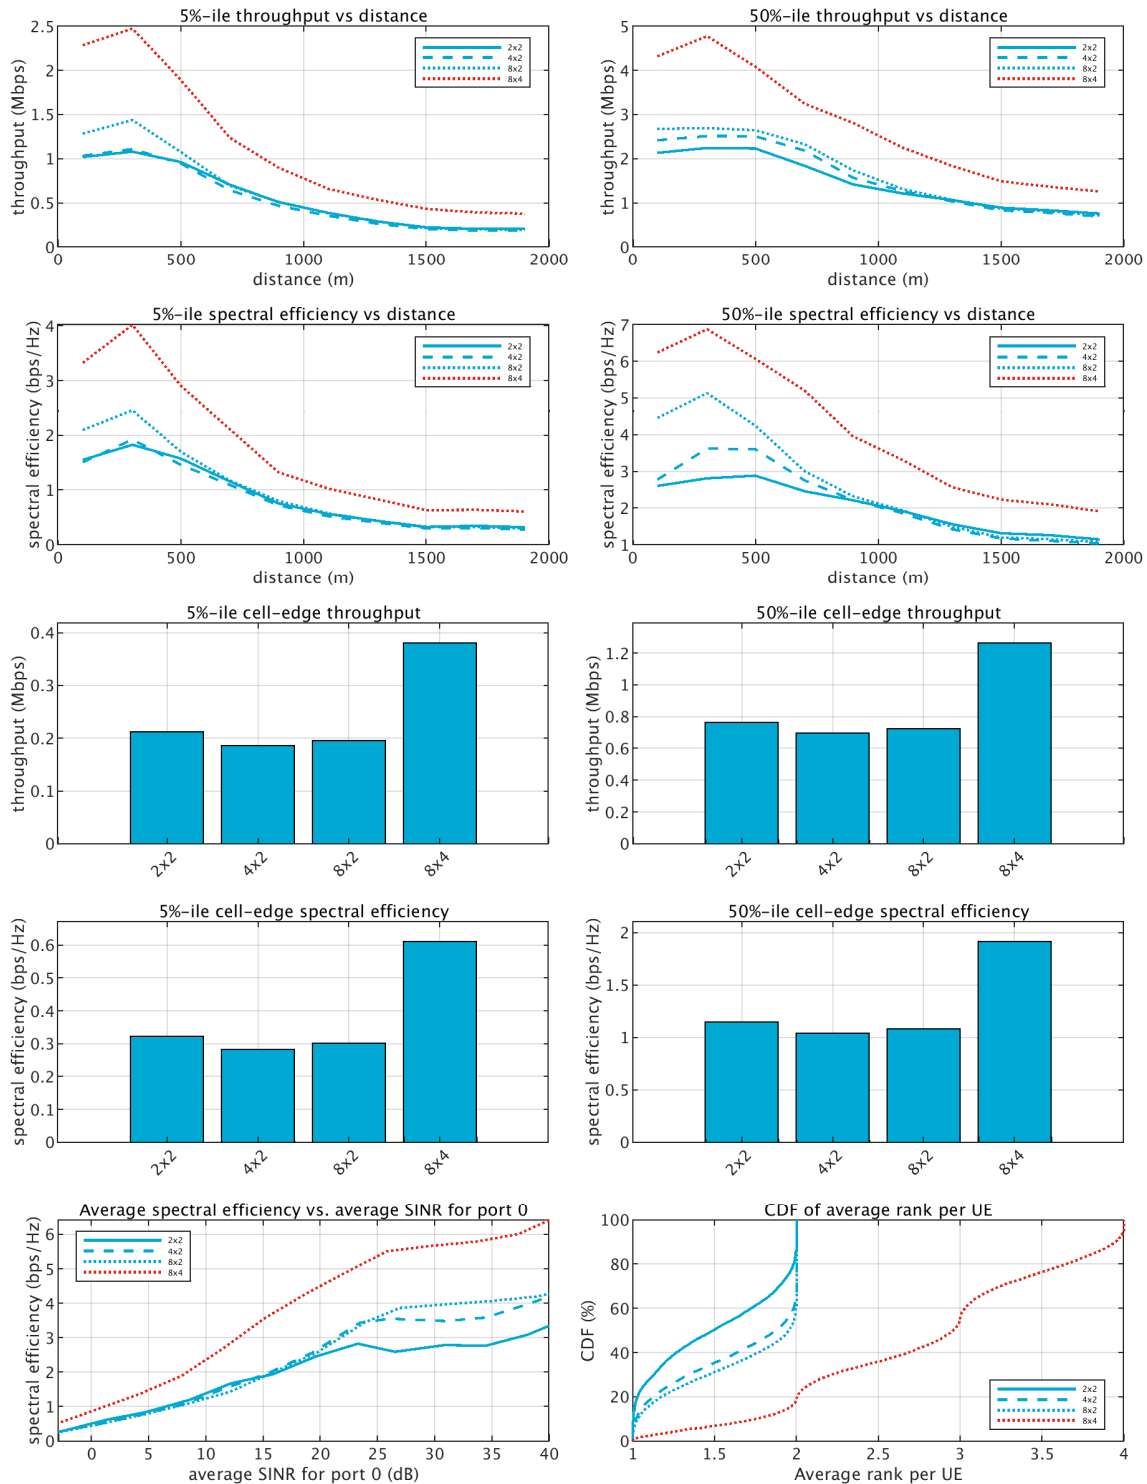 5%-ile throughput vs distance
throughput (Mbps)
2.5
2
1.5
1
0.5
0
0 500 1000 1500 2000
distance (m)
2x2
4x2
8x2
8x4
50%-ile throughput vs distance
throughput (Mbps)
5
4
3
2
1
0
0 500 1000 1500 2000
distance (m)
2x2
4x2
8x2
8x4
5%-ile spectral efficiency vs distance
spectral efficiency (bps/Hz)
4
3
2
1
0
0 500 1000 1500 2000
distance (m)
2x2
4x2
8x2
8x4
50%-ile spectral efficiency vs distance
spectral efficiency (bps/Hz)
7
6
5
4
3
2
1
0 500 1000 1500 2000
distance (m)
2x2
4x2
8x2
8x4
5%-ile cell-edge throughput
throughput (Mbps)
0.4
0.3
0.2
0.1
0
2x2 4x2 8x2 8x4
50%-ile cell-edge throughput
throughput (Mbps)
1.2
1
0.8
0.6
0.4
0.2
0
2x2 4x2 8x2 8x4
5%-ile cell-edge spectral efficiency
spectral efficiency (bps/Hz)
0.6
0.5
0.4
0.3
0.2
0.1
0
2x2 4x2 8x2 8x4
50%-ile cell-edge spectral efficiency
spectral efficiency (bps/Hz)
2
1.5
1
0.5
0
2x2 4x2 8x2 8x4
Average spectral efficiency vs. average SINR for port 0
spectral efficiency (bps/Hz)
6
5
4
3
2
1
0
0 5 10 15 20 25 30 35 40
average SINR for port 0 (dB)
2x2
4x2
8x2
8x4
CDF of average rank per UE
CDF (%)
100
80
60
40
20
0
1 1.5 2 2.5 3 3.5 4
Average rank per UE
2x2
4x2
8x2
8x4